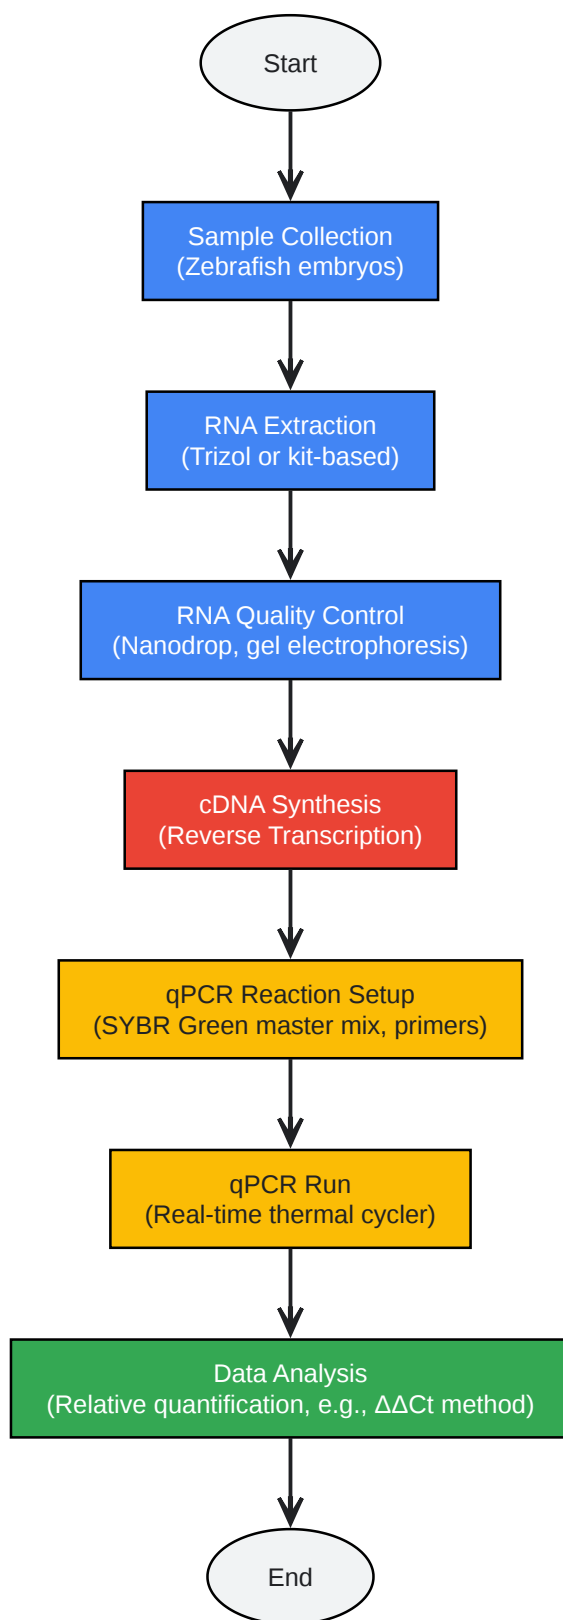 Start
Sample Collection
(Zebrafish embryos)
RNA Extraction
(Trizol or kit-based)
RNA Quality Control
(Nanodrop, gel electrophoresis)
cDNA Synthesis
(Reverse Transcription)
qPCR Reaction Setup
(SYBR Green master mix, primers)
qPCR Run
(Real-time thermal cycler)
Data Analysis
(Relative quantification, e.g., ΔΔCt method)
End